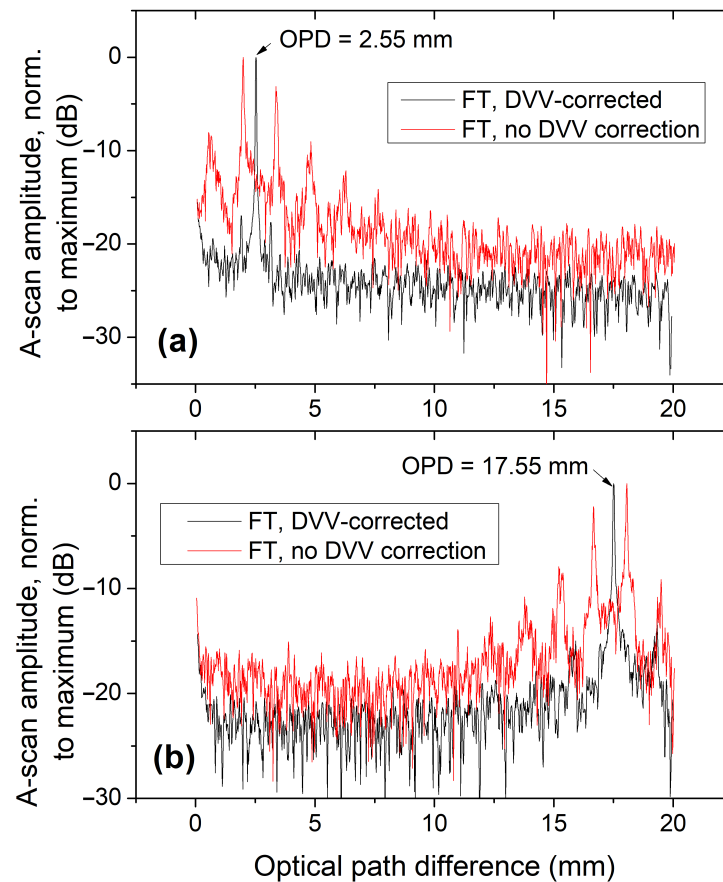 OPD = 2.55 mm
FT, DVV-corrected
FT, no DVV correction
A-scan amplitude, norm.
to maximum (dB)
0
−10
−20
−30
(a)
0
5
10
15
20
OPD = 17.55 mm
FT, DVV-corrected
FT, no DVV correction
A-scan amplitude, norm.
to maximum (dB)
0
−10
−20
−30
(b)
0
5
10
15
20
Optical path difference (mm)